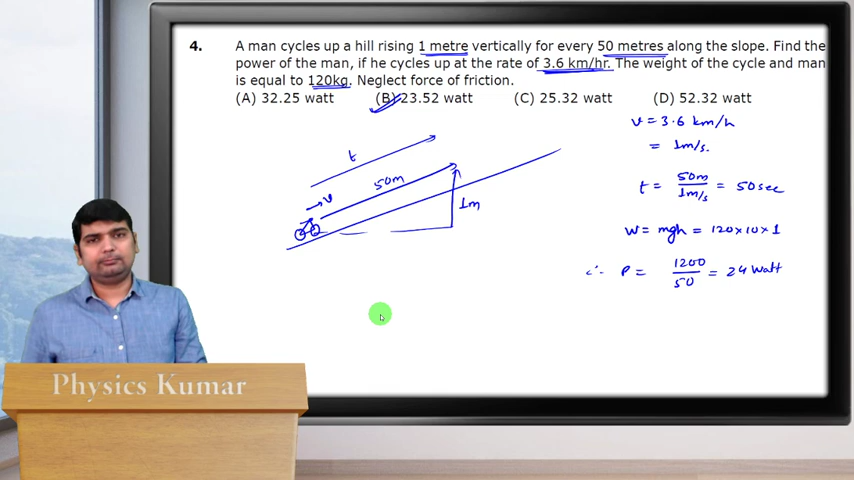 4. A man cycles up a hill rising 1 metre vertically for every 50 metres along the slope. Find the
power of the man, if he cycles up at the rate of 3.6 km/hr. The weight of the cycle and man
is equal to 120kg. Neglect force of friction.
(A) 32.25 watt (B) 23.52 watt (C) 25.32 watt (D) 52.32 watt
v = 3.6 km/h
= 1m/s.
t
50m
t = 50m / 1m/s = 50sec
v
1m
W = mgh = 120×10×1
∴ P = 1200 / 50 = 24 watt
Physics Kumar